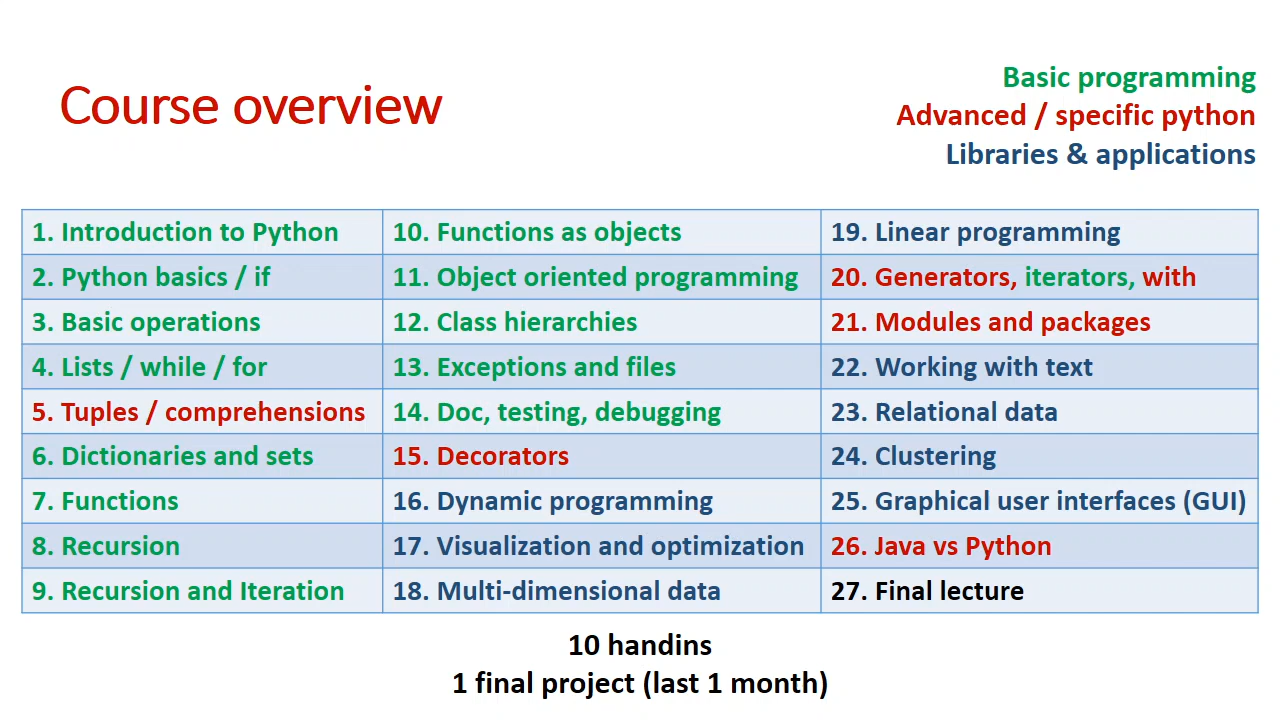 Course overview
Basic programming
Advanced / specific python
Libraries & applications
1. Introduction to Python
2. Python basics / if
3. Basic operations
4. Lists / while / for
5. Tuples / comprehensions
6. Dictionaries and sets
7. Functions
8. Recursion
9. Recursion and Iteration
10. Functions as objects
11. Object oriented programming
12. Class hierarchies
13. Exceptions and files
14. Doc, testing, debugging
15. Decorators
16. Dynamic programming
17. Visualization and optimization
18. Multi-dimensional data
19. Linear programming
20. Generators, iterators, with
21. Modules and packages
22. Working with text
23. Relational data
24. Clustering
25. Graphical user interfaces (GUI)
26. Java vs Python
27. Final lecture
10 handins
1 final project (last 1 month)